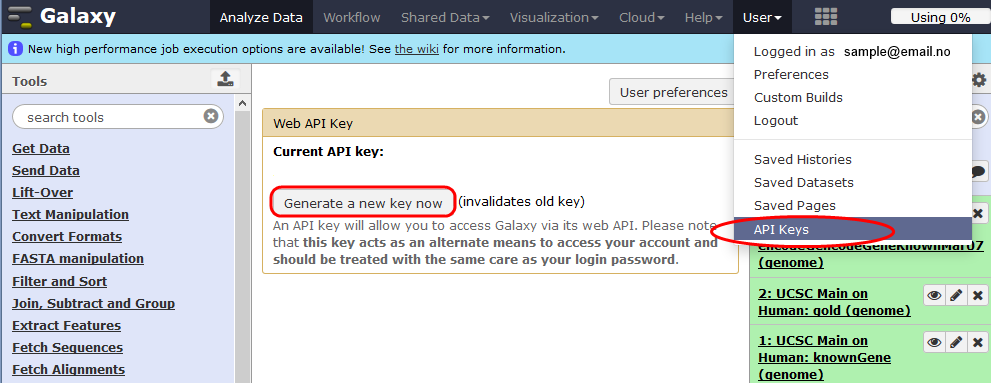 Galaxy
Analyze Data Workflow Shared Data Visualization Cloud Help User Using 0%
New high performance job execution options are available! See the wiki for more information.
Tools
search tools
Get Data
Send Data
Lift-Over
Text Manipulation
Convert Formats
FASTA manipulation
Filter and Sort
Join, Subtract and Group
Extract Features
Fetch Sequences
Fetch Alignments
User preferences
Web API Key
Current API key:
Generate a new key now (invalidates old key)
An API key will allow you to access Galaxy via its web API. Please note
that this key acts as an alternate means to access your account and
should be treated with the same care as your login password.
Logged in as sample@email.no
Preferences
Custom Builds
Logout
Saved Histories
Saved Datasets
Saved Pages
API Keys
(genome)
2: UCSC Main on
Human: gold (genome)
1: UCSC Main on
Human: knownGene
(genome)